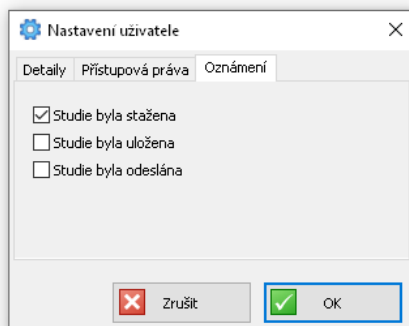 Nastavení uživatele
Detaily Přístupová práva Oznámení
Studie byla stažena
Studie byla uložena
Studie byla odeslána
Zrušit OK